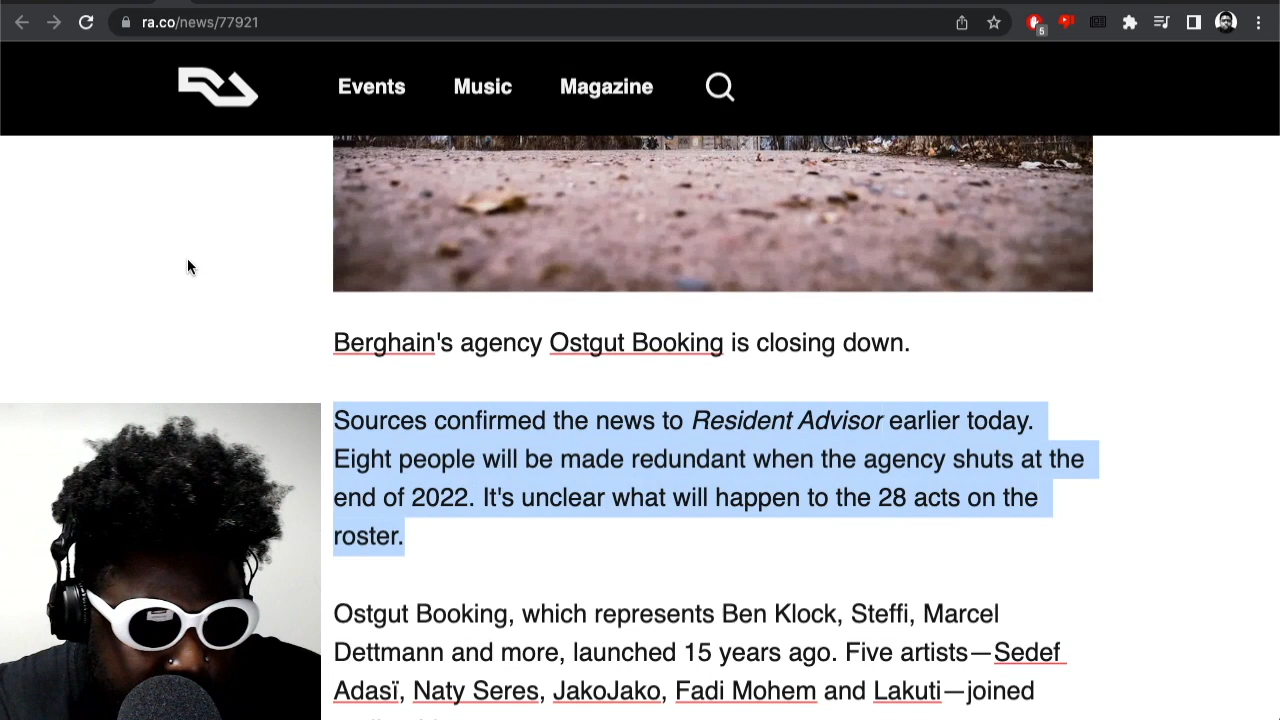 ra.co/news/77921
5
Events Music Magazine
Berghain's agency Ostgut Booking is closing down.
Sources confirmed the news to Resident Advisor earlier today.
Eight people will be made redundant when the agency shuts at the
end of 2022. It's unclear what will happen to the 28 acts on the
roster.
Ostgut Booking, which represents Ben Klock, Steffi, Marcel
Dettmann and more, launched 15 years ago. Five artists—Sedef
Adasï, Naty Seres, JakoJako, Fadi Mohem and Lakuti—joined